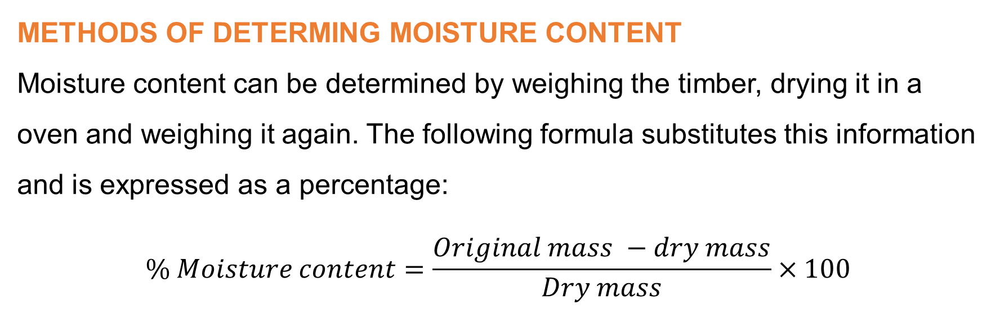 METHODS OF DETERMING MOISTURE CONTENT
Moisture content can be determined by weighing the timber, drying it in a
oven and weighing it again. The following formula substitutes this information
and is expressed as a percentage:
% Moisture content = (Original mass − dry mass) / (Dry mass) × 100